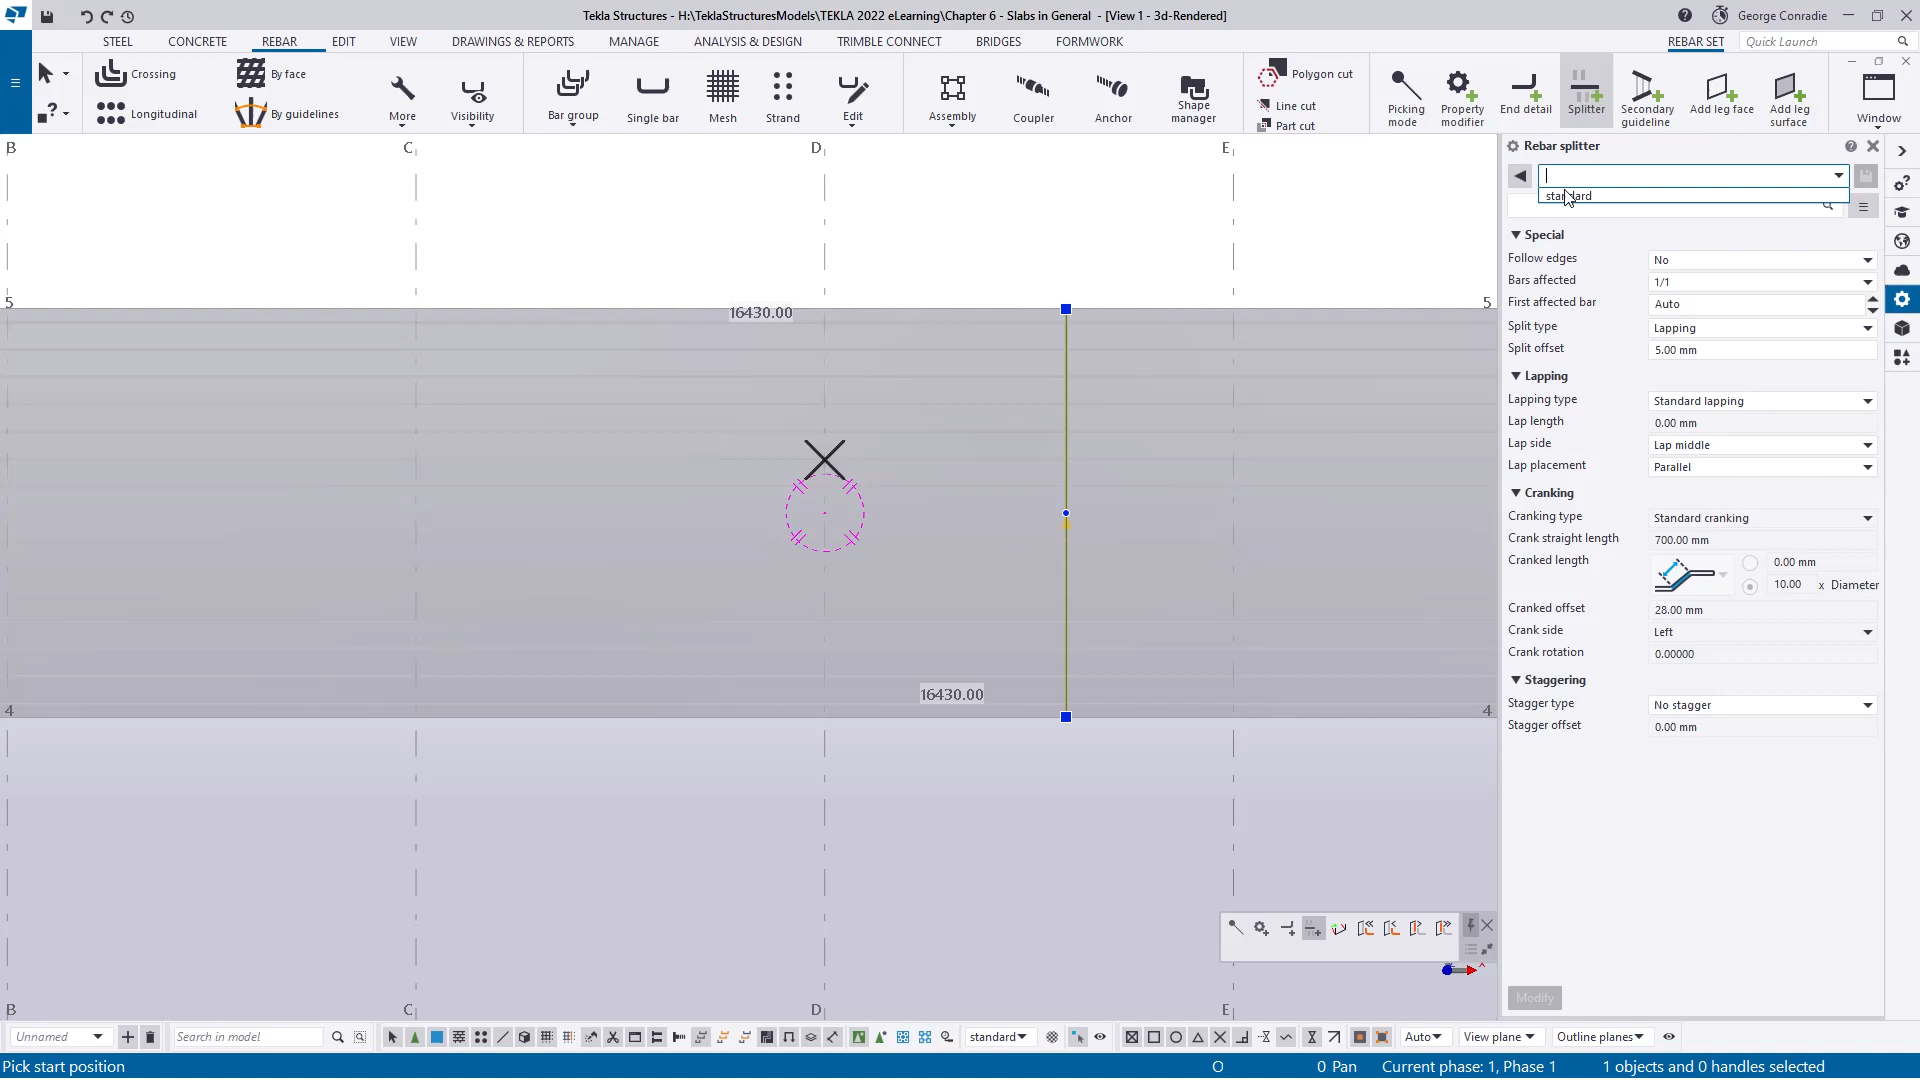 Tekla Structures - H:\TeklaStructuresModels\TEKLA 2022 eLearning\Chapter 6 - Slabs in General - [View 1 - 3d-Rendered]
George Conradie
STEEL CONCRETE REBAR EDIT VIEW DRAWINGS & REPORTS MANAGE ANALYSIS & DESIGN TRIMBLE CONNECT BRIDGES FORMWORK REBAR SET Quick Launch
Crossing
Longitudinal
By face
By guidelines
More
Visibility
Bar group
Single bar
Mesh
Strand
Edit
Assembly
Coupler
Anchor
Shape manager
Polygon cut
Line cut
Part cut
Picking mode
Property modifier
End detail
Splitter
Secondary guideline
Add leg face
Add leg surface
Window
B C D E
5 16430.00 5
16430.00
4 4
B C D E
Rebar splitter
standard
Special
Follow edges No
Bars affected 1/1
First affected bar Auto
Split type Lapping
Split offset 5.00 mm
Lapping
Lapping type Standard lapping
Lap length 0.00 mm
Lap side Lap middle
Lap placement Parallel
Cranking
Cranking type Standard cranking
Crank straight length 700.00 mm
Cranked length 0.00 mm
10.00 x Diameter
Cranked offset 28.00 mm
Crank side Left
Crank rotation 0.00000
Staggering
Stagger type No stagger
Stagger offset 0.00 mm
Modify
Unnamed Search in model standard Auto View plane Outline planes
Pick start position O 0 Pan Current phase: 1, Phase 1 1 objects and 0 handles selected